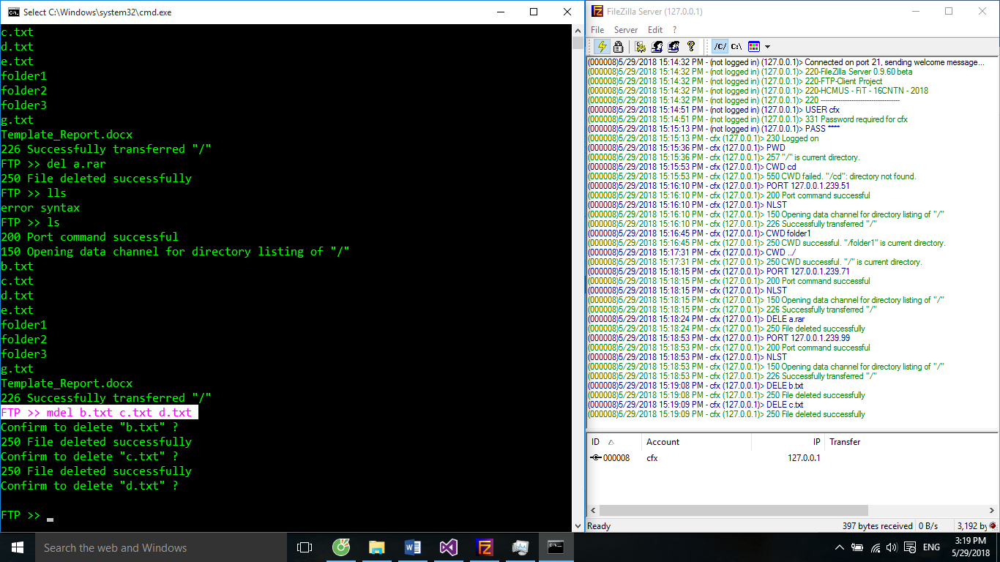 Select C:\Windows\system32\cmd.exe
c.txt
d.txt
e.txt
folder1
folder2
folder3
g.txt
Template_Report.docx
226 Successfully transferred "/"
FTP >> del a.rar
250 File deleted successfully
FTP >> lls
error syntax
FTP >> ls
200 Port command successful
150 Opening data channel for directory listing of "/"
b.txt
c.txt
d.txt
e.txt
folder1
folder2
folder3
g.txt
Template_Report.docx
226 Successfully transferred "/"
FTP >> mdel b.txt c.txt d.txt
Confirm to delete "b.txt" ?
250 File deleted successfully
Confirm to delete "c.txt" ?
250 File deleted successfully
Confirm to delete "d.txt" ?
FTP >>
FileZilla Server (127.0.0.1)
File Server Edit ?
/C/ C:\
(000008)5/29/2018 15:14:32 PM - (not logged in) (127.0.0.1)> Connected on port 21, sending welcome message...
(000008)5/29/2018 15:14:32 PM - (not logged in) (127.0.0.1)> 220-FileZilla Server 0.9.60 beta
(000008)5/29/2018 15:14:32 PM - (not logged in) (127.0.0.1)> 220-FTP-Client Project
(000008)5/29/2018 15:14:32 PM - (not logged in) (127.0.0.1)> 220-HCMUS - FiT - 16CNTN - 2018
(000008)5/29/2018 15:14:32 PM - (not logged in) (127.0.0.1)> 220 ------------------------------------
(000008)5/29/2018 15:14:51 PM - (not logged in) (127.0.0.1)> USER cfx
(000008)5/29/2018 15:14:51 PM - (not logged in) (127.0.0.1)> 331 Password required for cfx
(000008)5/29/2018 15:15:13 PM - (not logged in) (127.0.0.1)> PASS ****
(000008)5/29/2018 15:15:13 PM - cfx (127.0.0.1)> 230 Logged on
(000008)5/29/2018 15:15:36 PM - cfx (127.0.0.1)> PWD
(000008)5/29/2018 15:15:36 PM - cfx (127.0.0.1)> 257 "/" is current directory.
(000008)5/29/2018 15:15:53 PM - cfx (127.0.0.1)> CWD cd
(000008)5/29/2018 15:15:53 PM - cfx (127.0.0.1)> 550 CWD failed. "/cd": directory not found.
(000008)5/29/2018 15:16:10 PM - cfx (127.0.0.1)> PORT 127.0.0.1.239.51
(000008)5/29/2018 15:16:10 PM - cfx (127.0.0.1)> 200 Port command successful
(000008)5/29/2018 15:16:10 PM - cfx (127.0.0.1)> NLST
(000008)5/29/2018 15:16:10 PM - cfx (127.0.0.1)> 150 Opening data channel for directory listing of "/"
(000008)5/29/2018 15:16:10 PM - cfx (127.0.0.1)> 226 Successfully transferred "/"
(000008)5/29/2018 15:16:45 PM - cfx (127.0.0.1)> CWD folder1
(000008)5/29/2018 15:16:45 PM - cfx (127.0.0.1)> 250 CWD successful. "/folder1" is current directory.
(000008)5/29/2018 15:17:31 PM - cfx (127.0.0.1)> CWD ../
(000008)5/29/2018 15:17:31 PM - cfx (127.0.0.1)> 250 CWD successful. "/" is current directory.
(000008)5/29/2018 15:18:15 PM - cfx (127.0.0.1)> PORT 127.0.0.1.239.71
(000008)5/29/2018 15:18:15 PM - cfx (127.0.0.1)> 200 Port command successful
(000008)5/29/2018 15:18:15 PM - cfx (127.0.0.1)> NLST
(000008)5/29/2018 15:18:15 PM - cfx (127.0.0.1)> 150 Opening data channel for directory listing of "/"
(000008)5/29/2018 15:18:15 PM - cfx (127.0.0.1)> 226 Successfully transferred "/"
(000008)5/29/2018 15:18:24 PM - cfx (127.0.0.1)> DELE a.rar
(000008)5/29/2018 15:18:24 PM - cfx (127.0.0.1)> 250 File deleted successfully
(000008)5/29/2018 15:18:53 PM - cfx (127.0.0.1)> PORT 127.0.0.1.239.99
(000008)5/29/2018 15:18:53 PM - cfx (127.0.0.1)> 200 Port command successful
(000008)5/29/2018 15:18:53 PM - cfx (127.0.0.1)> NLST
(000008)5/29/2018 15:18:53 PM - cfx (127.0.0.1)> 150 Opening data channel for directory listing of "/"
(000008)5/29/2018 15:18:53 PM - cfx (127.0.0.1)> 226 Successfully transferred "/"
(000008)5/29/2018 15:19:08 PM - cfx (127.0.0.1)> DELE b.txt
(000008)5/29/2018 15:19:08 PM - cfx (127.0.0.1)> 250 File deleted successfully
(000008)5/29/2018 15:19:09 PM - cfx (127.0.0.1)> DELE c.txt
(000008)5/29/2018 15:19:09 PM - cfx (127.0.0.1)> 250 File deleted successfully
ID Account IP Transfer
000008 cfx 127.0.0.1
Ready 397 bytes received 0 B/s 3,192 by
Search the web and Windows
ENG
3:19 PM
5/29/2018